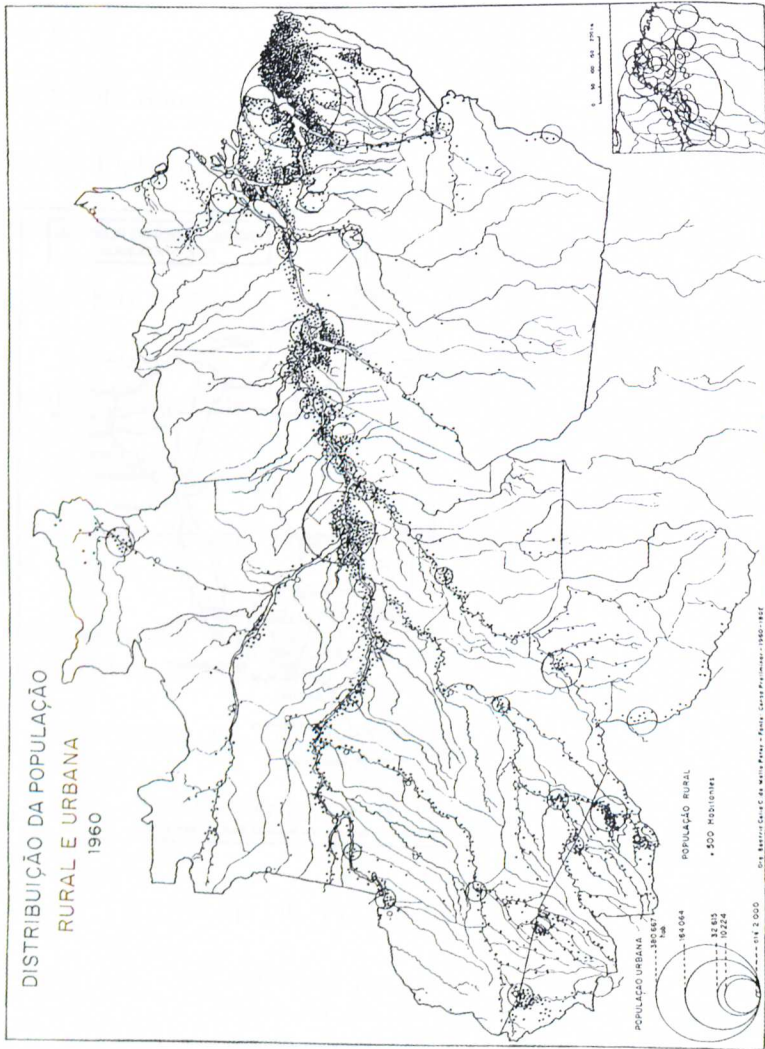 DISTRIBUIÇÃO DA POPULAÇÃO
RURAL E URBANA
1960
POPULAÇÃO URBANA
380.667
hab
164.064
32.615
10.224
até 2.000
POPULAÇÃO RURAL
• 500 Habitantes